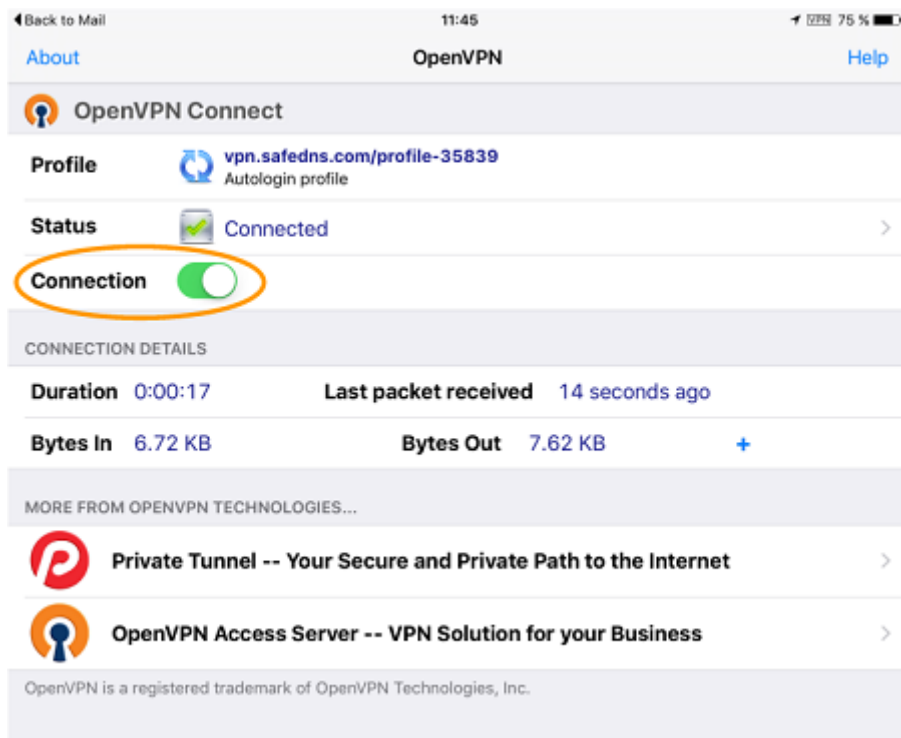 Back to Mail 11:45 VPN 75 %
About OpenVPN Help
OpenVPN Connect
Profile vpn.safedns.com/profile-35839
Autologin profile
Status Connected
Connection
CONNECTION DETAILS
Duration 0:00:17 Last packet received 14 seconds ago
Bytes In 6.72 KB Bytes Out 7.62 KB +
MORE FROM OPENVPN TECHNOLOGIES...
Private Tunnel -- Your Secure and Private Path to the Internet
OpenVPN Access Server -- VPN Solution for your Business
OpenVPN is a registered trademark of OpenVPN Technologies, Inc.